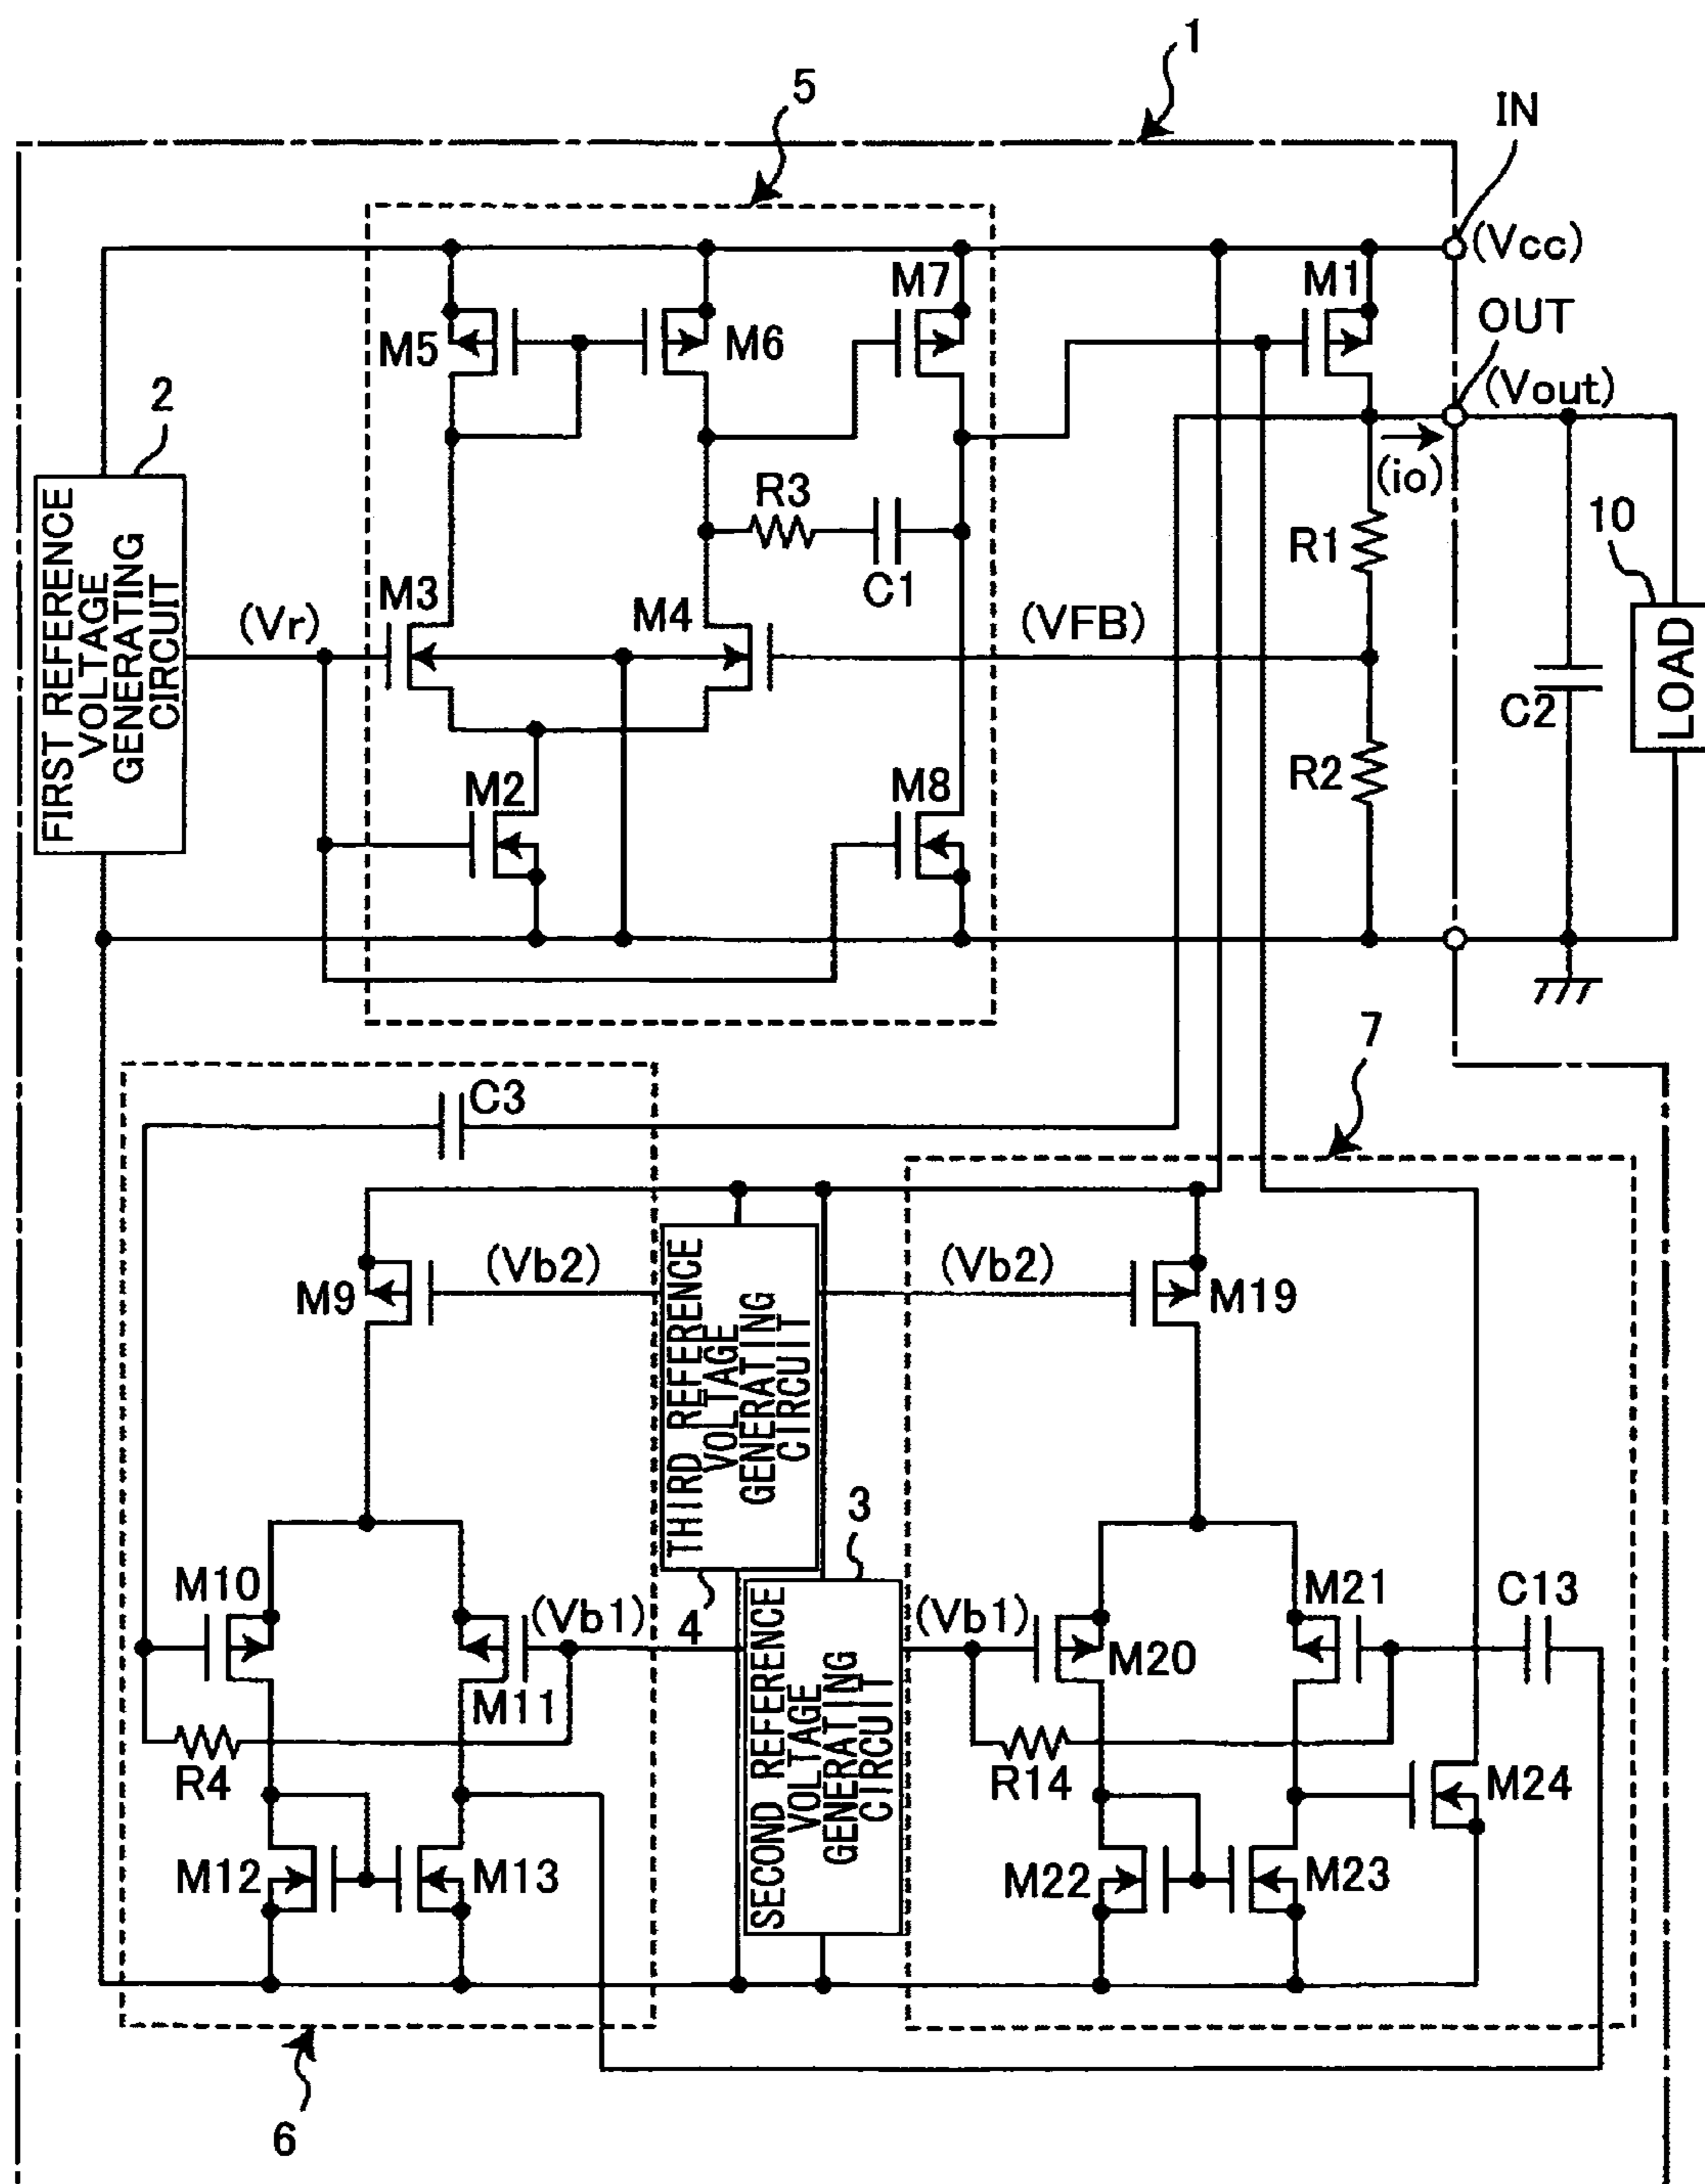 1
5
IN
(Vcc)
M7
M1
OUT
M5
M6
(Vout)
2
R3
(io)
10
R1
C1
M3
M4
(Vr)
(VFB)
FIRST REFERENCE
VOLTAGE
GENERATING
CIRCUIT
LOAD
C2
M2
M8
R2
7
C3
(Vb2)
(Vb2)
M9
M19
THIRD REFERENCE
VOLTAGE
GENERATING
CIRCUIT
3
M10
M21
C13
(Vb1)
4
(Vb1)
M20
M11
SECOND REFERENCE
VOLTAGE
GENERATING
CIRCUIT
R4
R14
M24
M12
M13
M22
M23
6